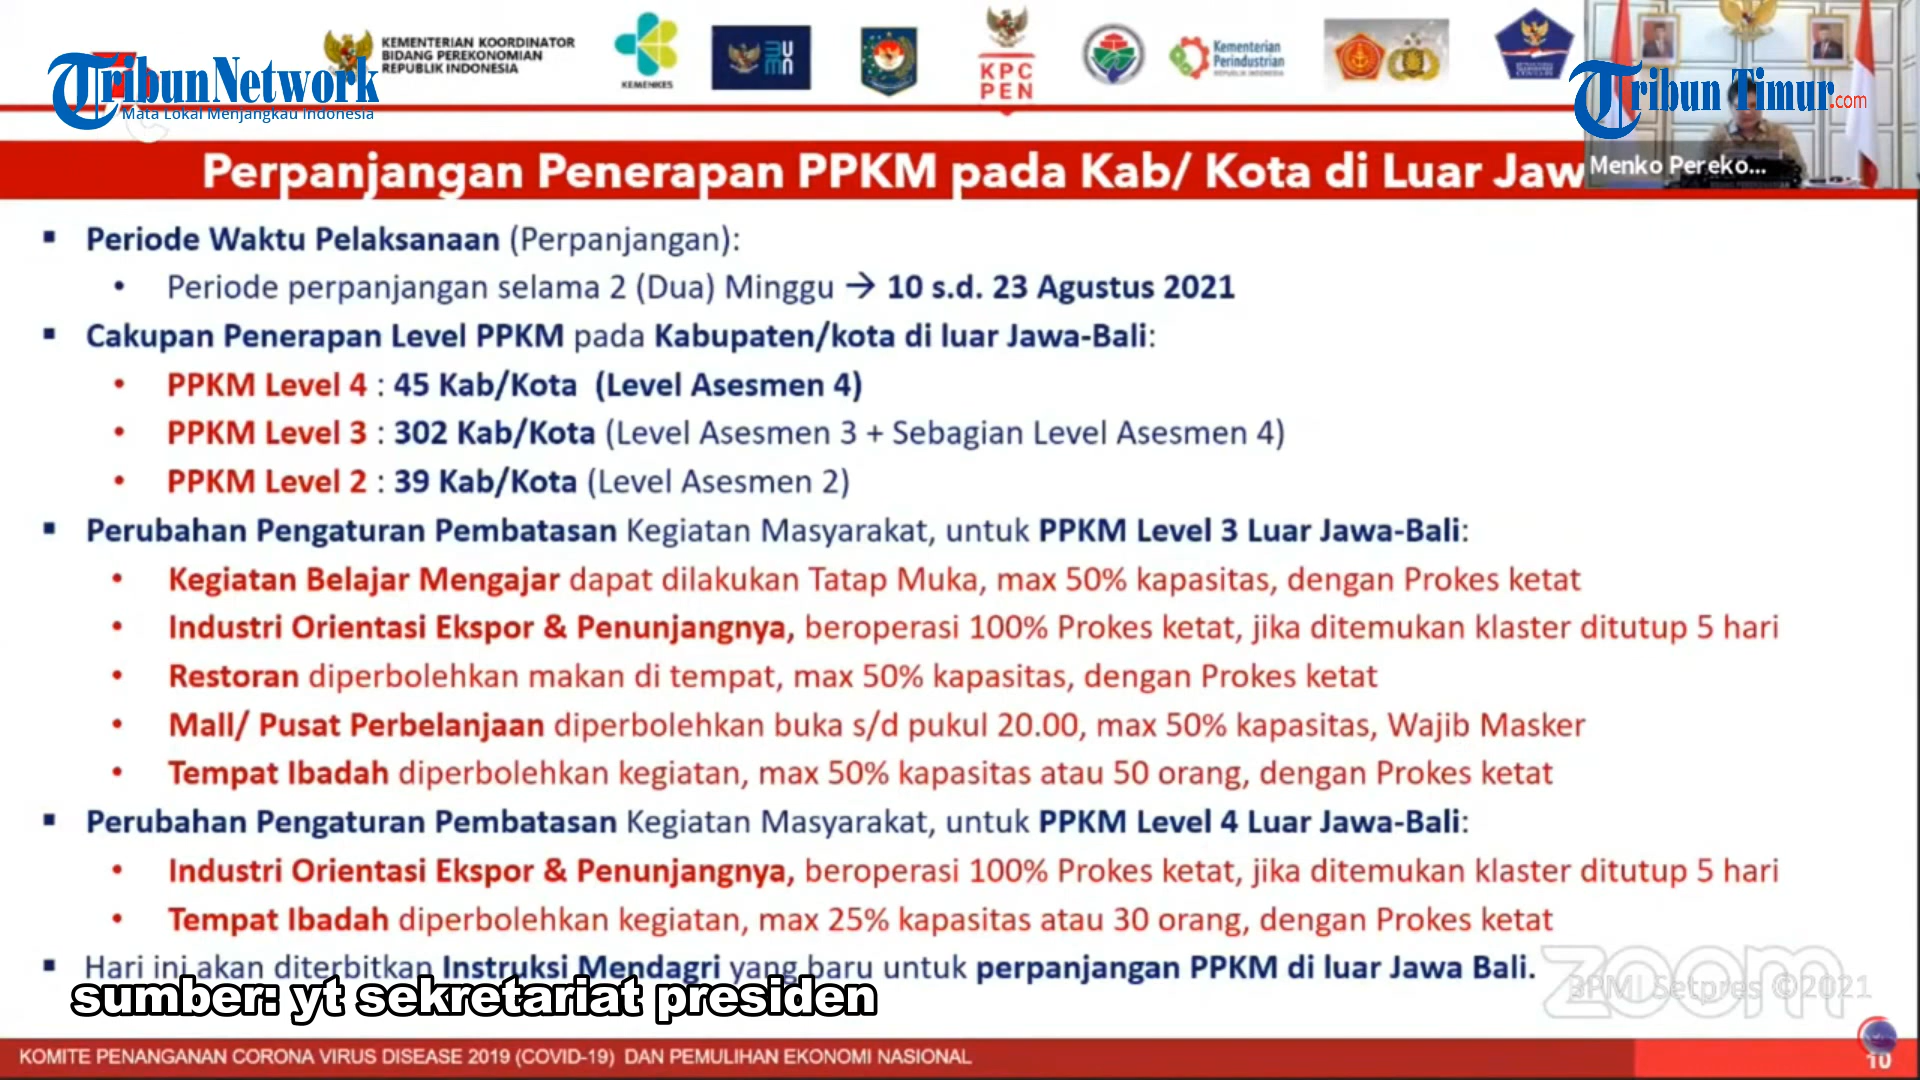 TribunNetwork
Mata Lokal Menjangkau Indonesia
KEMENTERIAN KOORDINATOR
BIDANG PEREKONOMIAN
REPUBLIK INDONESIA
KEMENKES
KPC
PEN
Kementerian
Perindustrian
REPUBLIK INDONESIA
Tribun Timur.com
Menko Pereko...
Perpanjangan Penerapan PPKM pada Kab/ Kota di Luar Jaw
▪ Periode Waktu Pelaksanaan (Perpanjangan):
• Periode perpanjangan selama 2 (Dua) Minggu → 10 s.d. 23 Agustus 2021
▪ Cakupan Penerapan Level PPKM pada Kabupaten/kota di luar Jawa-Bali:
• PPKM Level 4 : 45 Kab/Kota (Level Asesmen 4)
• PPKM Level 3 : 302 Kab/Kota (Level Asesmen 3 + Sebagian Level Asesmen 4)
• PPKM Level 2 : 39 Kab/Kota (Level Asesmen 2)
▪ Perubahan Pengaturan Pembatasan Kegiatan Masyarakat, untuk PPKM Level 3 Luar Jawa-Bali:
• Kegiatan Belajar Mengajar dapat dilakukan Tatap Muka, max 50% kapasitas, dengan Prokes ketat
• Industri Orientasi Ekspor & Penunjangnya, beroperasi 100% Prokes ketat, jika ditemukan klaster ditutup 5 hari
• Restoran diperbolehkan makan di tempat, max 50% kapasitas, dengan Prokes ketat
• Mall/ Pusat Perbelanjaan diperbolehkan buka s/d pukul 20.00, max 50% kapasitas, Wajib Masker
• Tempat Ibadah diperbolehkan kegiatan, max 50% kapasitas atau 50 orang, dengan Prokes ketat
▪ Perubahan Pengaturan Pembatasan Kegiatan Masyarakat, untuk PPKM Level 4 Luar Jawa-Bali:
• Industri Orientasi Ekspor & Penunjangnya, beroperasi 100% Prokes ketat, jika ditemukan klaster ditutup 5 hari
• Tempat Ibadah diperbolehkan kegiatan, max 25% kapasitas atau 30 orang, dengan Prokes ketat
▪ Hari ini akan diterbitkan Instruksi Mendagri yang baru untuk perpanjangan PPKM di luar Jawa Bali.
sumber: yt sekretariat presiden
zoom
BPMI Setpres ©2021
KOMITE PENANGANAN CORONA VIRUS DISEASE 2019 (COVID-19) DAN PEMULIHAN EKONOMI NASIONAL
10